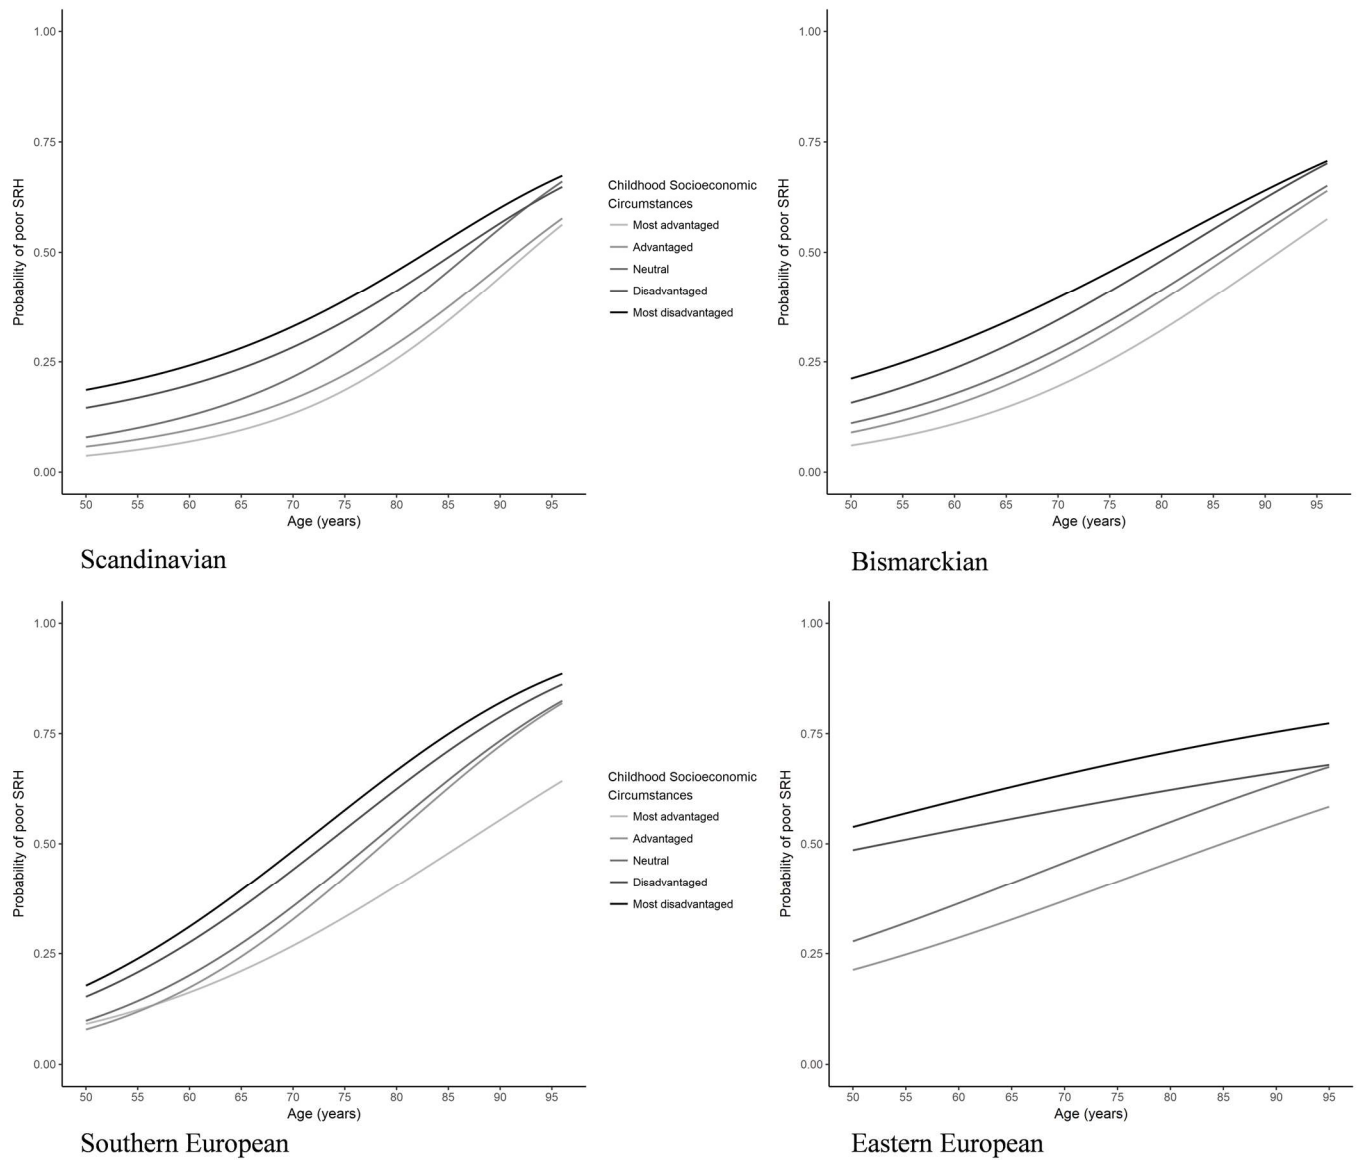 1.00
0.75
0.50
0.25
0.00
Probability of poor SRH
50 55 60 65 70 75 80 85 90 95
Age (years)
Scandinavian
Childhood Socioeconomic
Circumstances
Most advantaged
Advantaged
Neutral
Disadvantaged
Most disadvantaged
1.00
0.75
0.50
0.25
0.00
Probability of poor SRH
50 55 60 65 70 75 80 85 90 95
Age (years)
Bismarckian
1.00
0.75
0.50
0.25
0.00
Probability of poor SRH
50 55 60 65 70 75 80 85 90 95
Age (years)
Southern European
Childhood Socioeconomic
Circumstances
Most advantaged
Advantaged
Neutral
Disadvantaged
Most disadvantaged
1.00
0.75
0.50
0.25
0.00
Probability of poor SRH
50 55 60 65 70 75 80 85 90 95
Age (years)
Eastern European